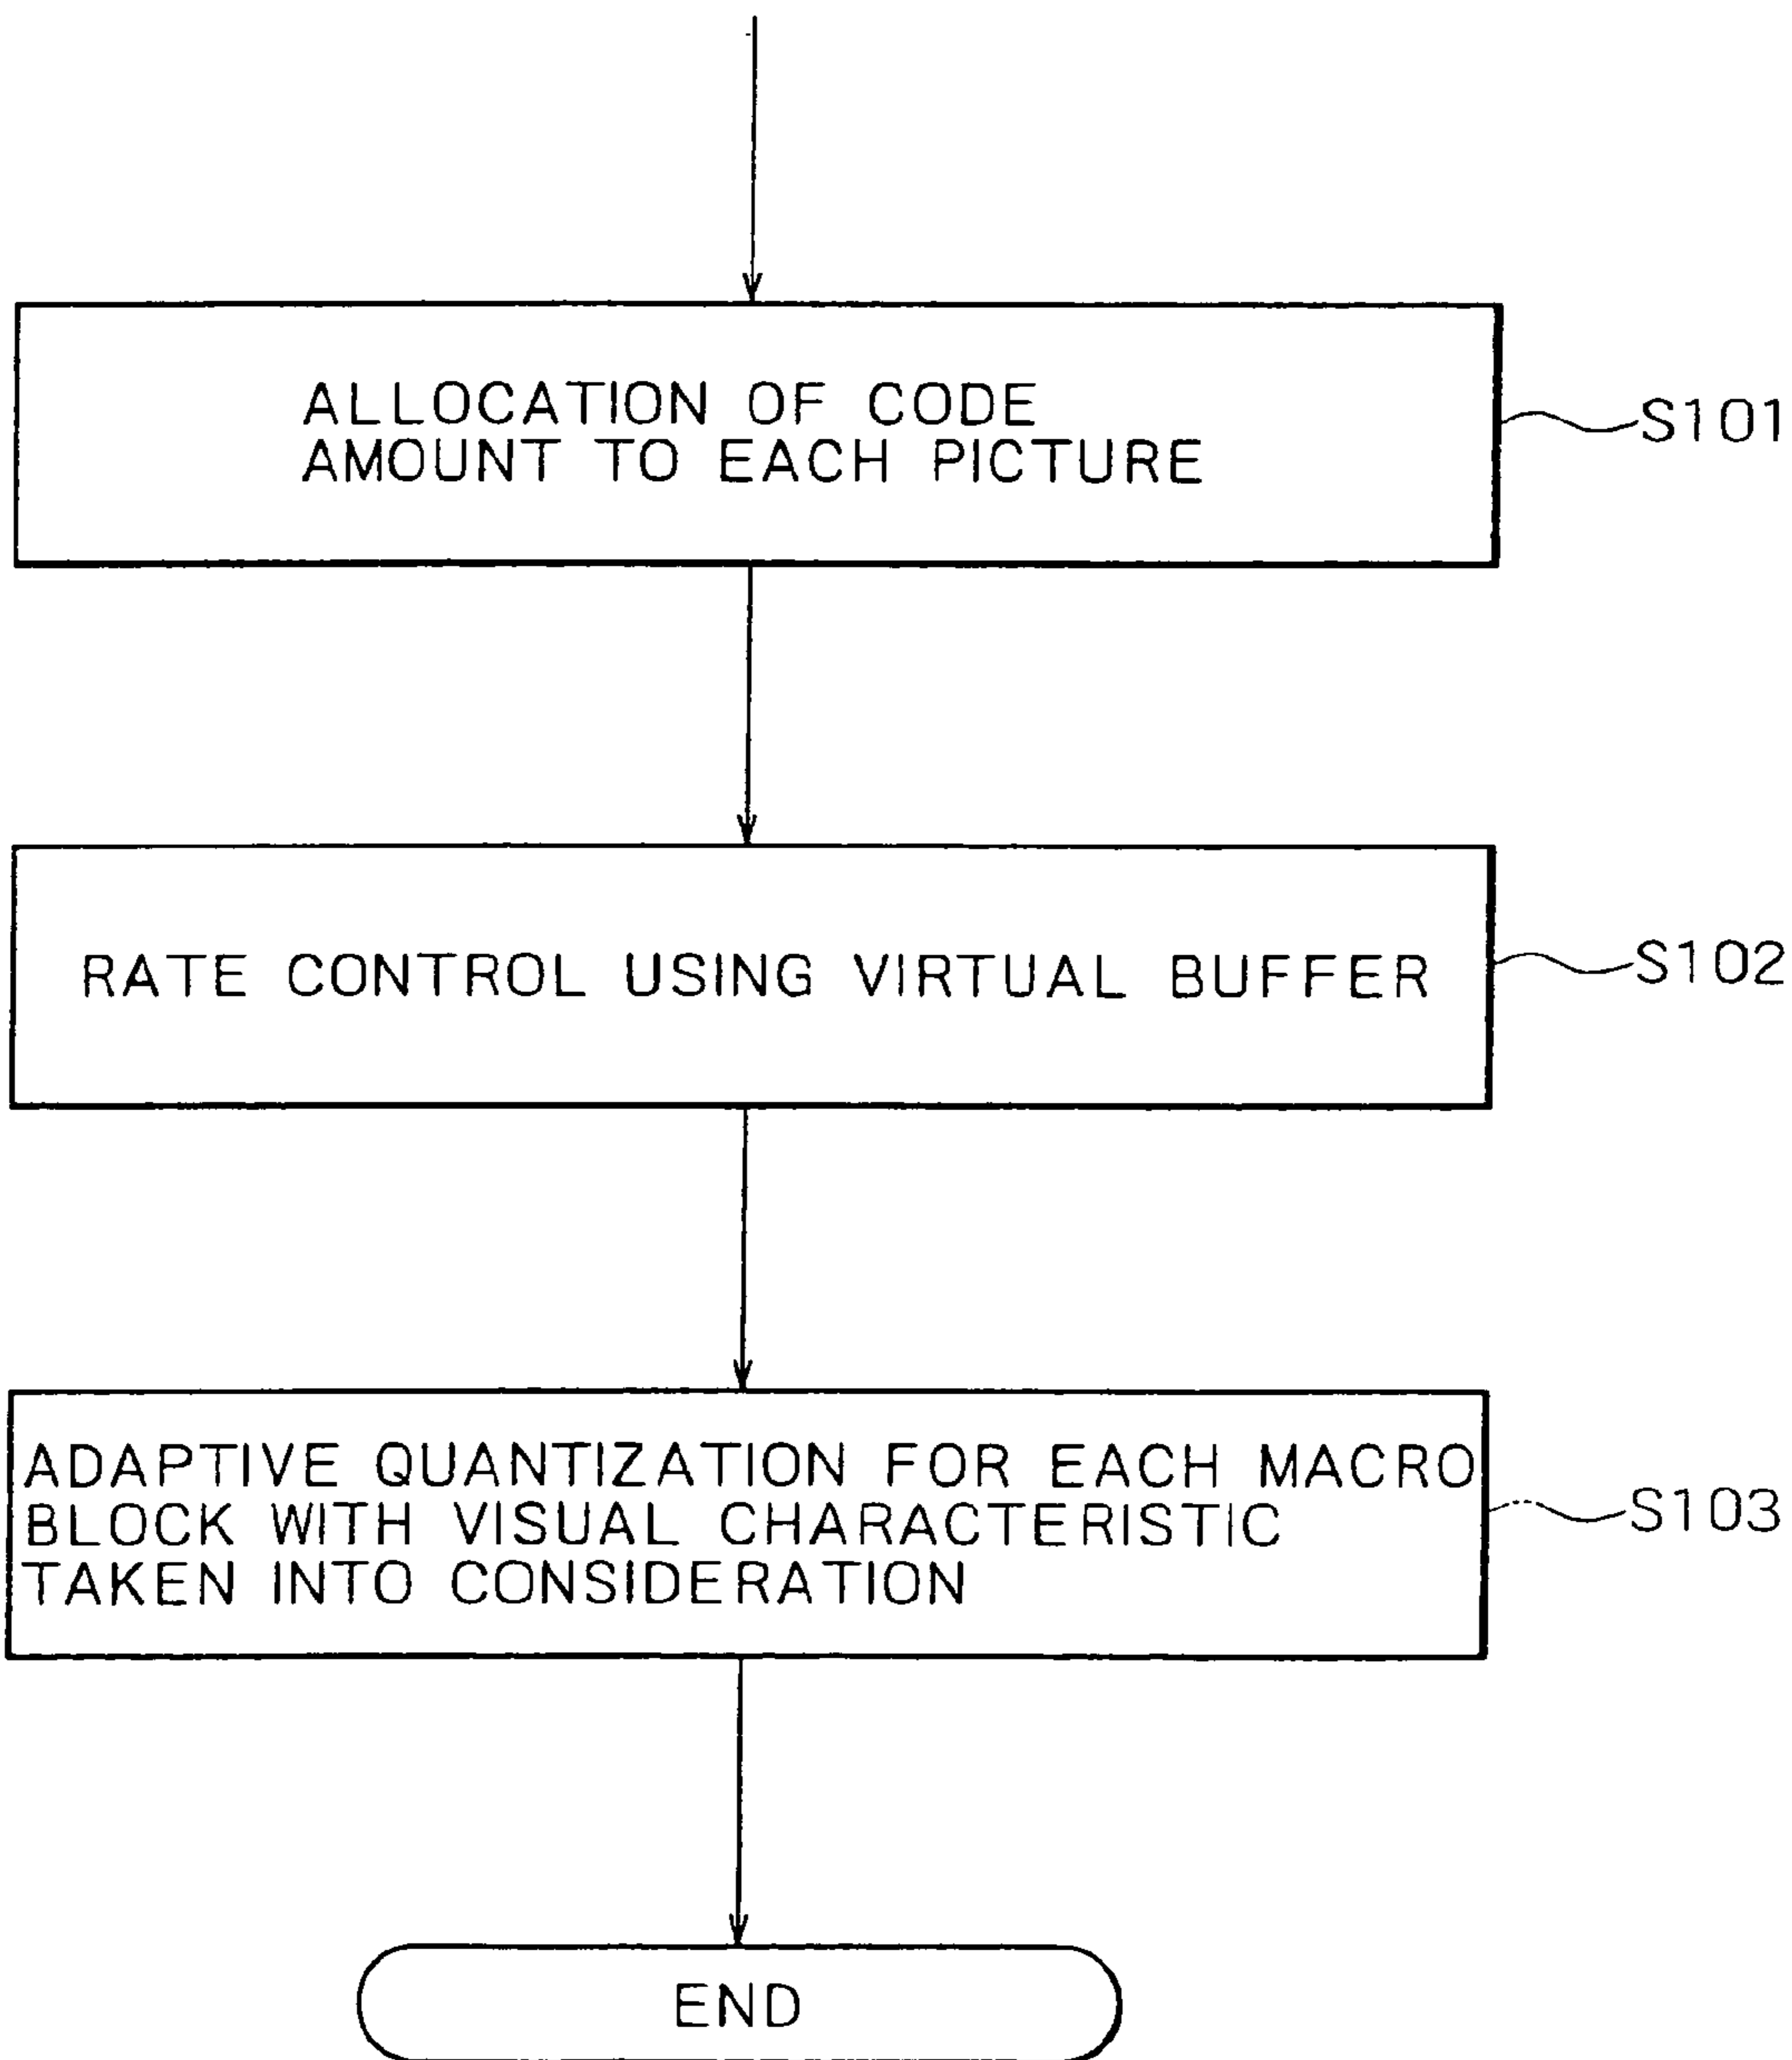 ALLOCATION OF CODE
AMOUNT TO EACH PICTURE
S101
RATE CONTROL USING VIRTUAL BUFFER
S102
ADAPTIVE QUANTIZATION FOR EACH MACRO
BLOCK WITH VISUAL CHARACTERISTIC
TAKEN INTO CONSIDERATION
S103
END